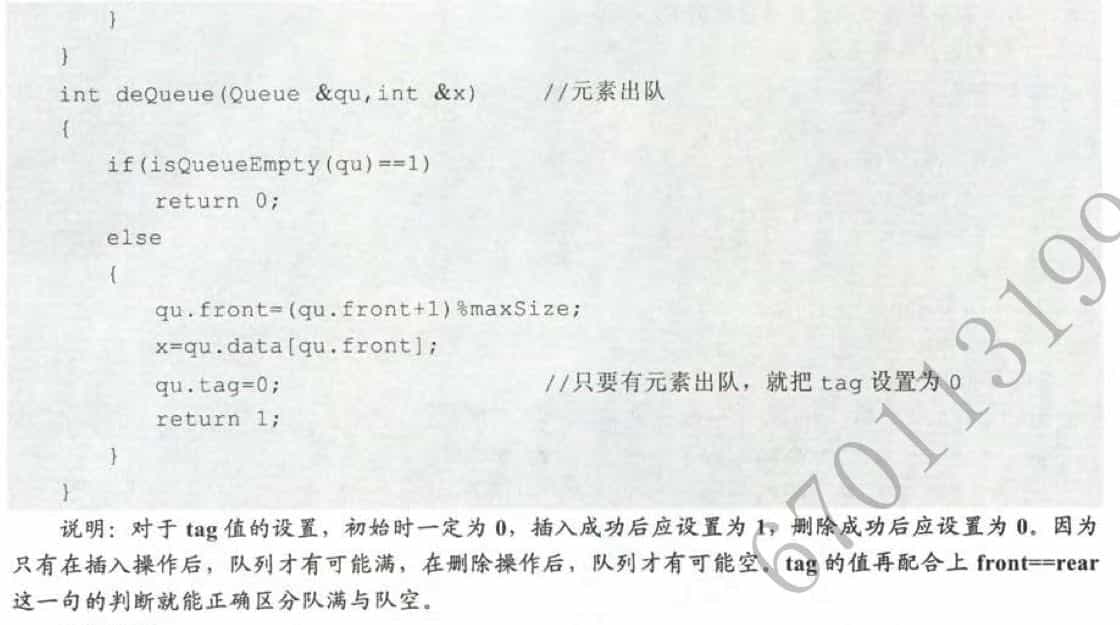 }
}
int deQueue(Queue &qu,int &x) //元素出队
{
if(isQueueEmpty(qu)==1)
return 0;
else
{
qu.front=(qu.front+1)%maxSize;
x=qu.data[qu.front];
qu.tag=0; //只要有元素出队，就把 tag 设置为 0
return 1;
}
}
说明：对于 tag 值的设置，初始时一定为 0，插入成功后应设置为 1，删除成功后应设置为 0。因为
只有在插入操作后，队列才有可能满，在删除操作后，队列才有可能空。tag 的值再配合上 front==rear
这一句的判断就能正确区分队满与队空。
670113199